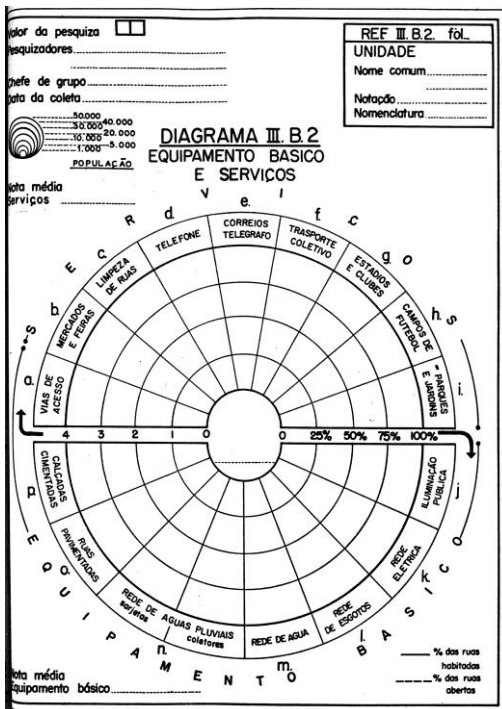 Valor da pesquiza
Pesquizadores
Chefe de grupo
Data da coleta
50.000
40.000
30.000
20.000
10.000
5.000
1.000
POPULAÇÃO
Nota média
Serviços
REF III.B.2. fol...
UNIDADE
Nome comum
Notação
Nomenclatura
DIAGRAMA III. B. 2
EQUIPAMENTO BASICO
E SERVIÇOS
S E R V I Ç O S
a. VIAS DE
ACESSO
b. MERCADOS
E FEIRAS
c. LIMPEZA
DE RUAS
d. TELEFONE
e. CORREIOS
TELEGRAFO
f. TRASPORTE
COLETIVO
g. ESTADIOS
E CLUBES
h. CAMPOS DE
FUTEBOL
i. PARQUES
E JARDINS
4 3 2 1 0 0 25% 50% 75% 100%
j ILUMINAÇÃO
PUBLICA
k. REDE
ELETRICA
l. REDE
DE ESGOTOS
m. REDE DE AGUA
n. REDE DE AGUAS PLUVIAIS
sarjetas coletores
o. RUAS
PAVIMENTADAS
p. CALÇADAS
CIMENTADAS
EQUIPAMENTO BASICO
% das ruas
habitadas
% das ruas
abertas
Nota média
Equipamento básico